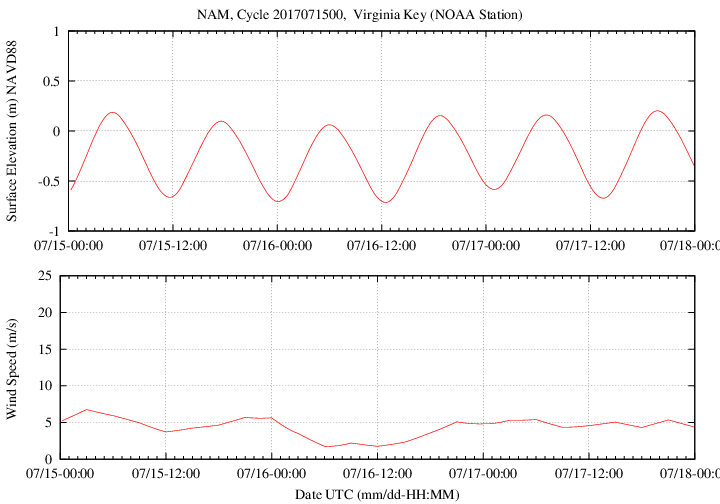 NAM, Cycle 2017071500,  Virginia Key (NOAA Station)
Surface Elevation (m) NAVD88
1
0.5
0
-0.5
-1
07/15-00:00 07/15-12:00 07/16-00:00 07/16-12:00 07/17-00:00 07/17-12:00 07/18-00:0
Wind Speed (m/s)
25
20
15
10
5
0
07/15-00:00 07/15-12:00 07/16-00:00 07/16-12:00 07/17-00:00 07/17-12:00 07/18-00:0
Date UTC (mm/dd-HH:MM)